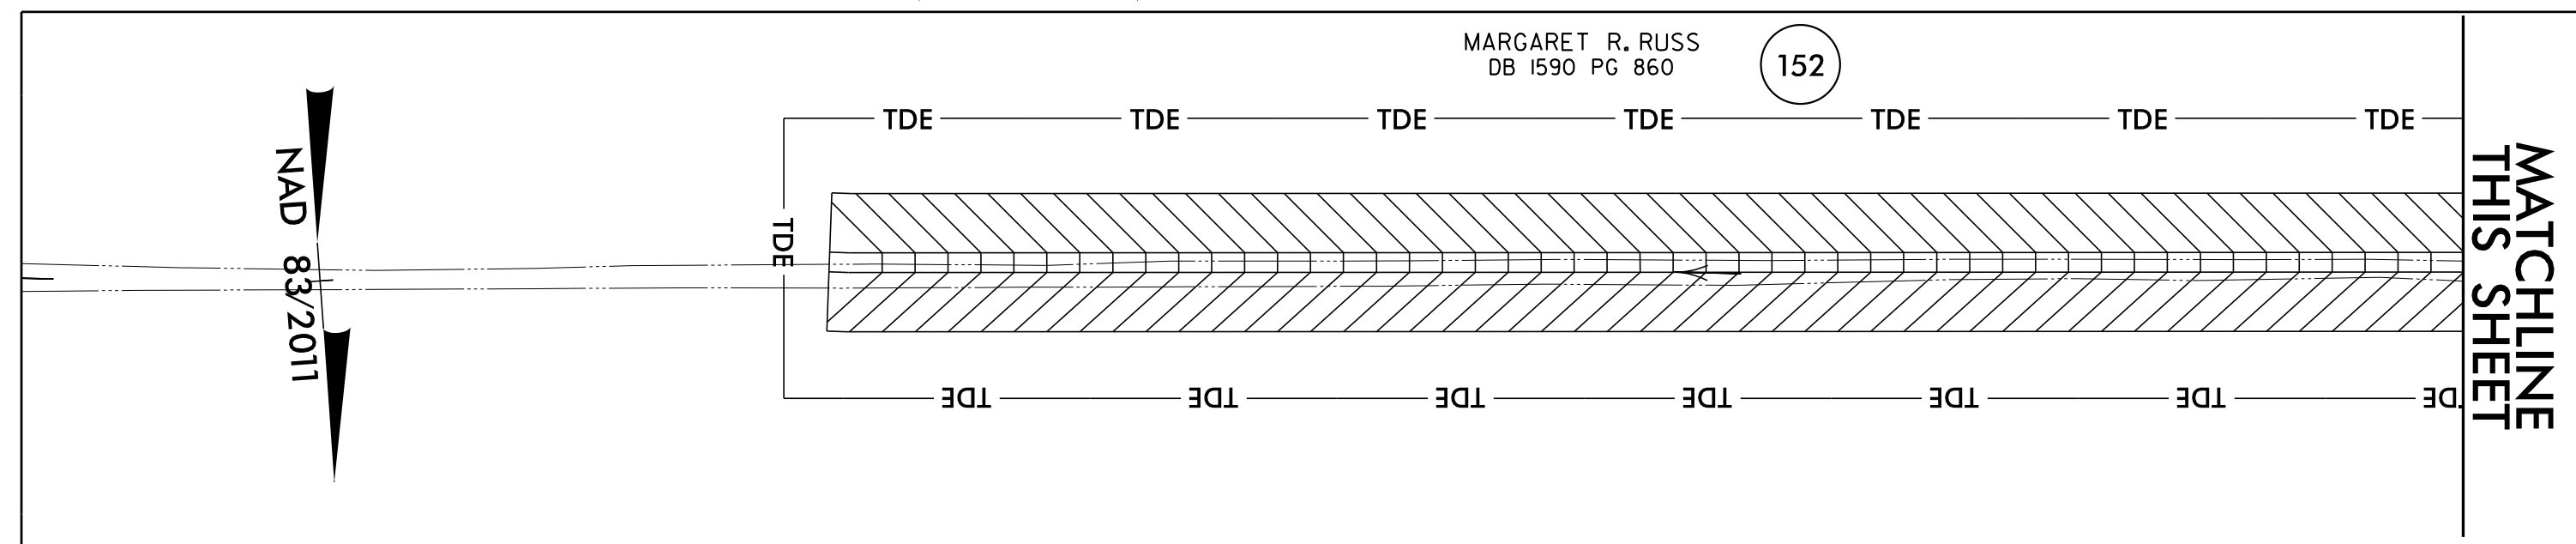 MARGARET R. RUSS
DB 1590 PG 860
152
TDE TDE TDE TDE TDE TDE TDE
NAD 83/2011
TDE
TDE TDE TDE TDE TDE TDE TDE
MATCHLINE
THIS SHEET